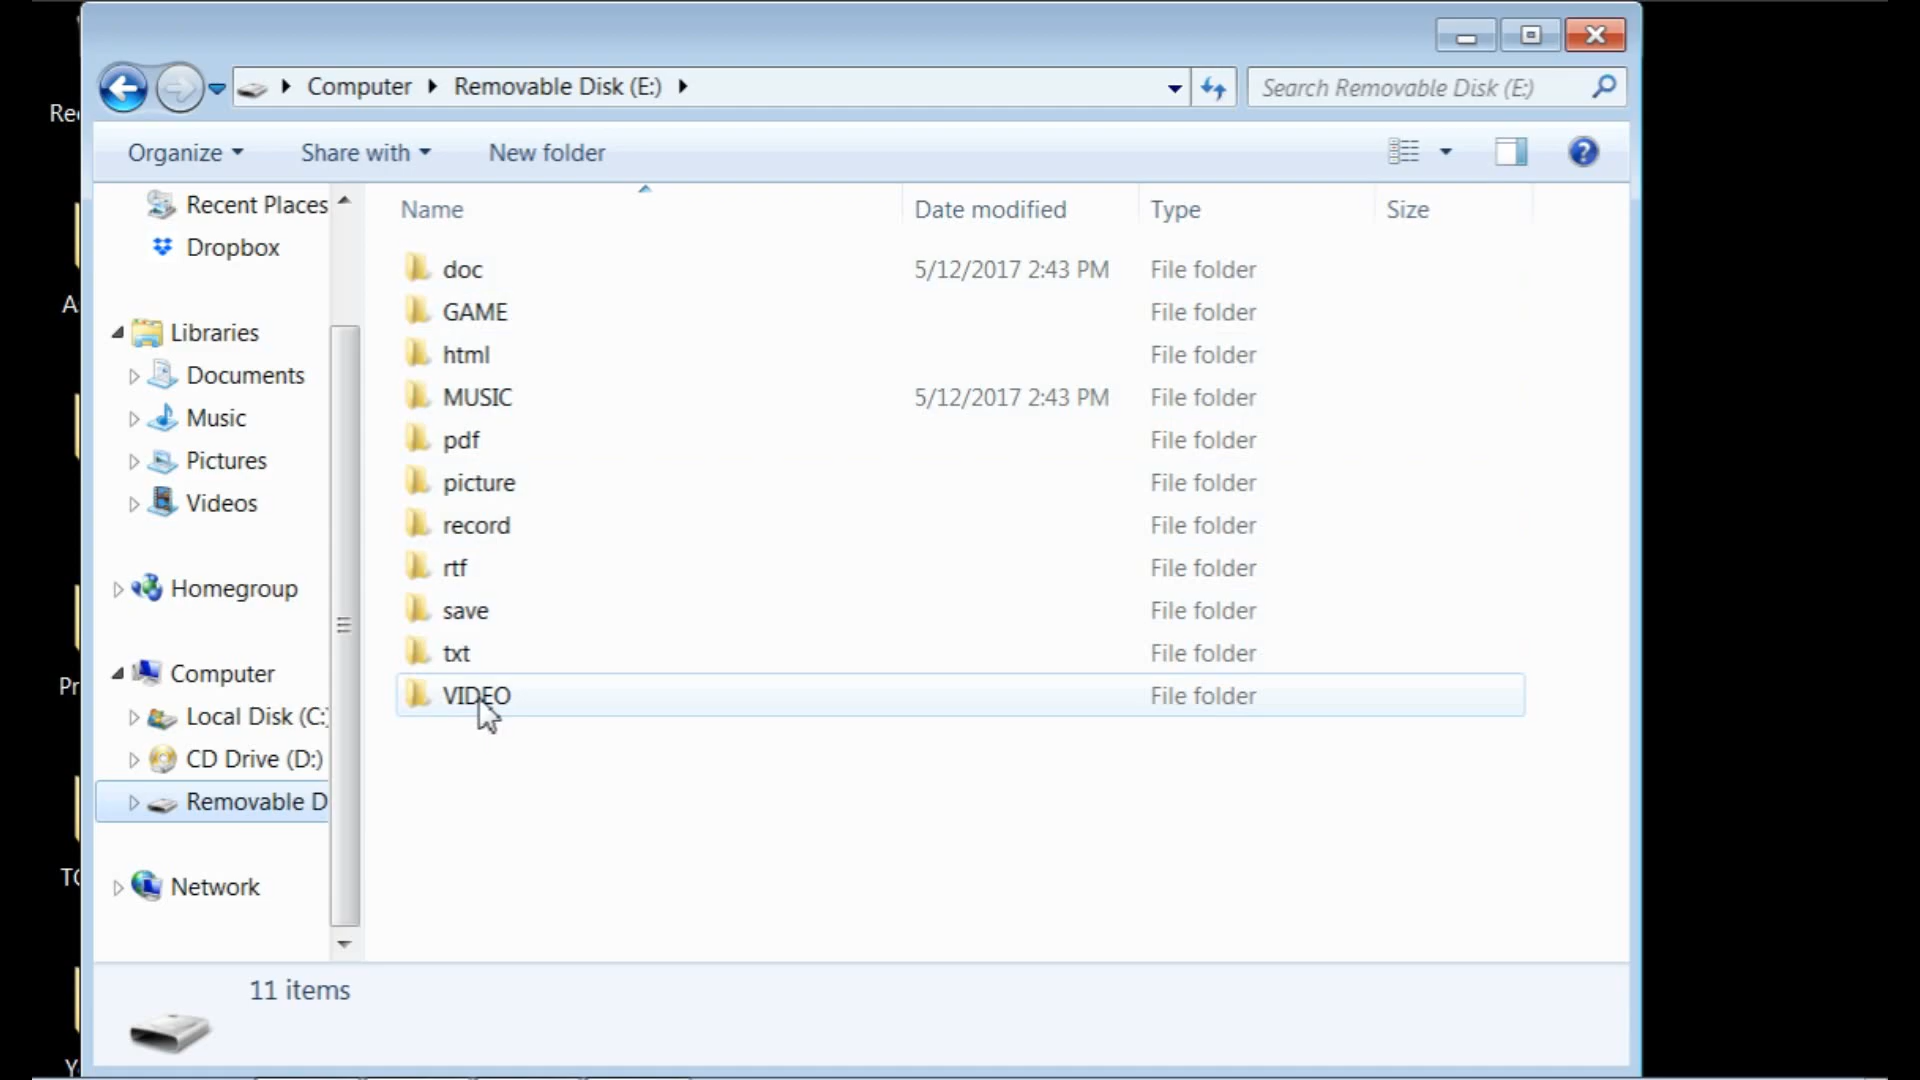 Computer Removable Disk (E:) Search Removable Disk (E:)
Organize Share with New folder
Recent Places
Dropbox
Libraries
Documents
Music
Pictures
Videos
Homegroup
Computer
Local Disk (C:)
CD Drive (D:)
Removable D
Network
Name Date modified Type Size
doc 5/12/2017 2:43 PM File folder
GAME File folder
html File folder
MUSIC 5/12/2017 2:43 PM File folder
pdf File folder
picture File folder
record File folder
rtf File folder
save File folder
txt File folder
VIDEO File folder
11 items